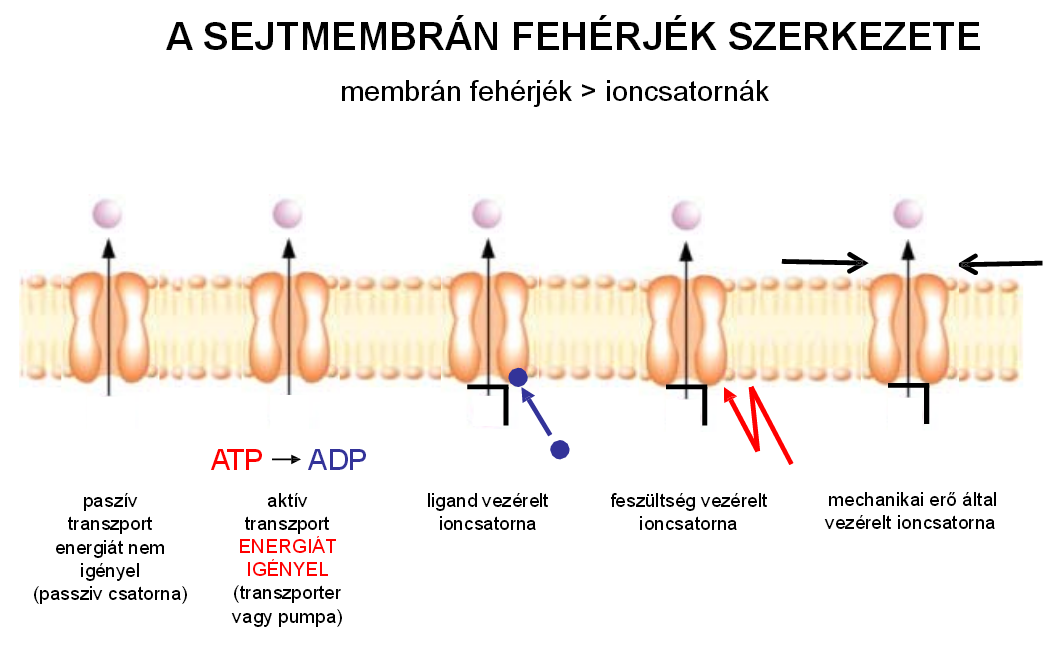 A SEJTMEMBRÁN FEHÉRJÉK SZERKEZETE
membrán fehérjék > ioncsatornák
ATP → ADP
paszív
transzport
energiát nem
igényel
(passziv csatorna)
aktív
transzport
ENERGIÁT
IGÉNYEL
(transzporter
vagy pumpa)
ligand vezérelt
ioncsatorna
feszültség vezérelt
ioncsatorna
mechanikai erő által
vezérelt ioncsatorna